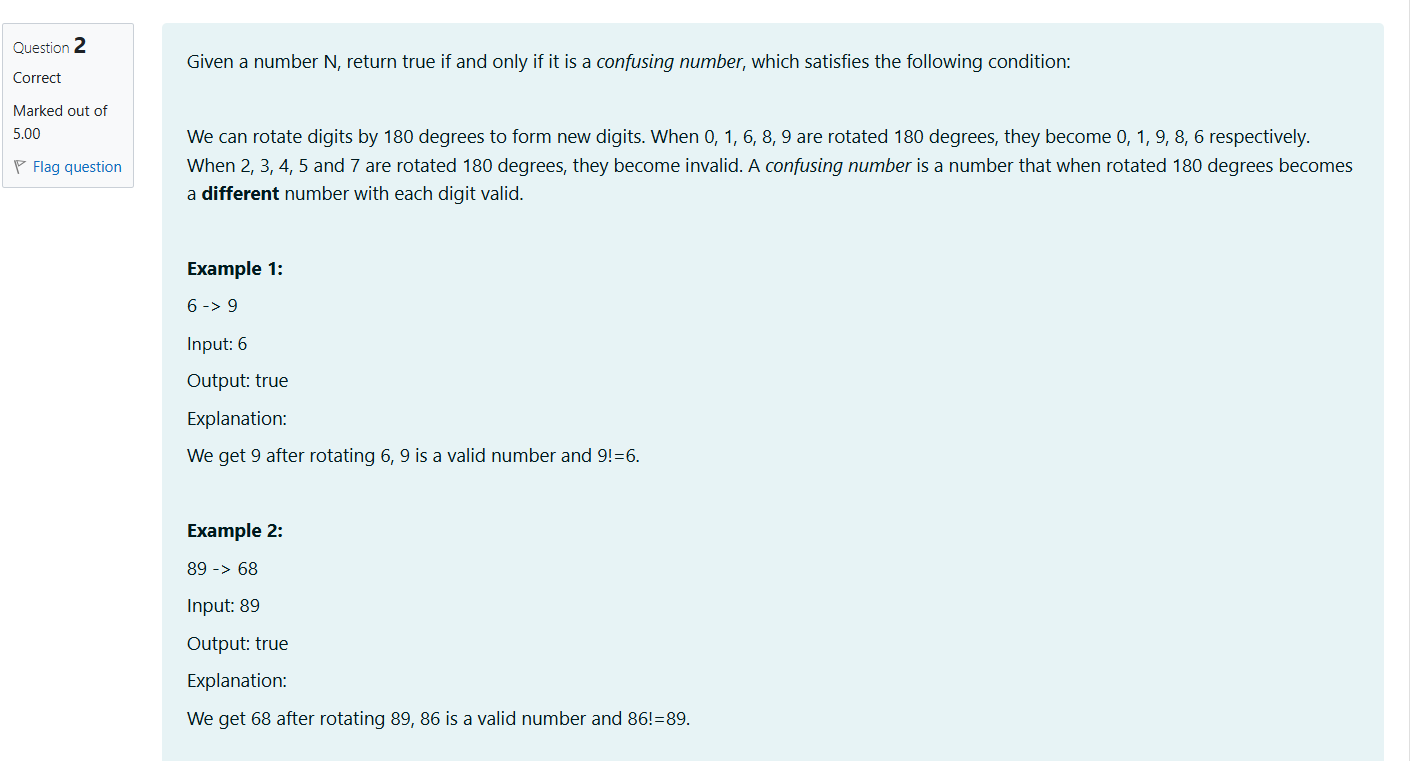 Question 2
Correct
Marked out of
5.00
Flag question
Given a number N, return true if and only if it is a confusing number, which satisfies the following condition:
We can rotate digits by 180 degrees to form new digits. When 0, 1, 6, 8, 9 are rotated 180 degrees, they become 0, 1, 9, 8, 6 respectively.
When 2, 3, 4, 5 and 7 are rotated 180 degrees, they become invalid. A confusing number is a number that when rotated 180 degrees becomes
a different number with each digit valid.
Example 1:
6 -> 9
Input: 6
Output: true
Explanation:
We get 9 after rotating 6, 9 is a valid number and 9!=6.
Example 2:
89 -> 68
Input: 89
Output: true
Explanation:
We get 68 after rotating 89, 86 is a valid number and 86!=89.